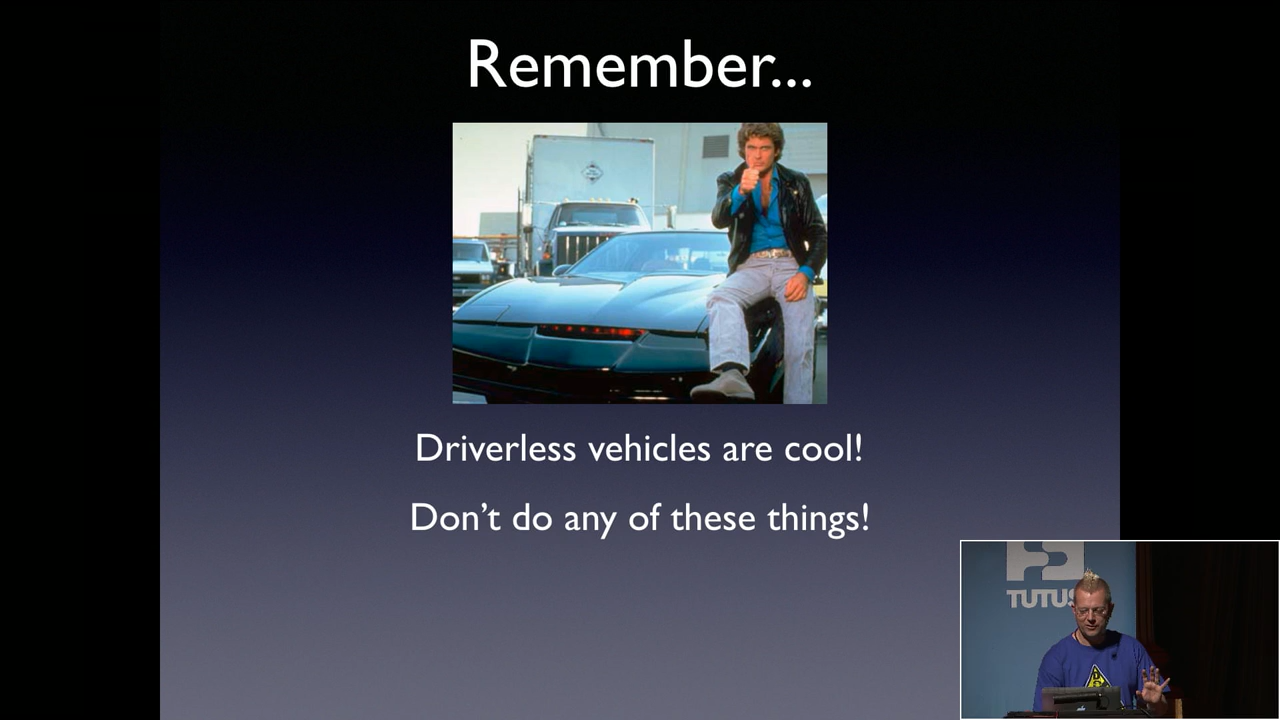 Remember...
Driverless vehicles are cool!
Don't do any of these things!
TUTUS